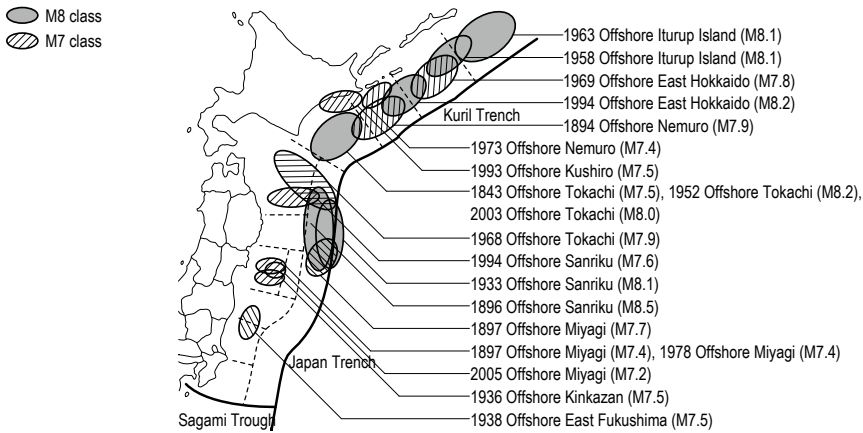 M8 class
M7 class
1963 Offshore Iturup Island (M8.1)
1958 Offshore Iturup Island (M8.1)
1969 Offshore East Hokkaido (M7.8)
1994 Offshore East Hokkaido (M8.2)
Kuril Trench
1894 Offshore Nemuro (M7.9)
1973 Offshore Nemuro (M7.4)
1993 Offshore Kushiro (M7.5)
1843 Offshore Tokachi (M7.5), 1952 Offshore Tokachi (M8.2),
2003 Offshore Tokachi (M8.0)
1968 Offshore Tokachi (M7.9)
1994 Offshore Sanriku (M7.6)
1933 Offshore Sanriku (M8.1)
1896 Offshore Sanriku (M8.5)
1897 Offshore Miyagi (M7.7)
1897 Offshore Miyagi (M7.4), 1978 Offshore Miyagi (M7.4)
Japan Trench
2005 Offshore Miyagi (M7.2)
1936 Offshore Kinkazan (M7.5)
Sagami Trough
1938 Offshore East Fukushima (M7.5)